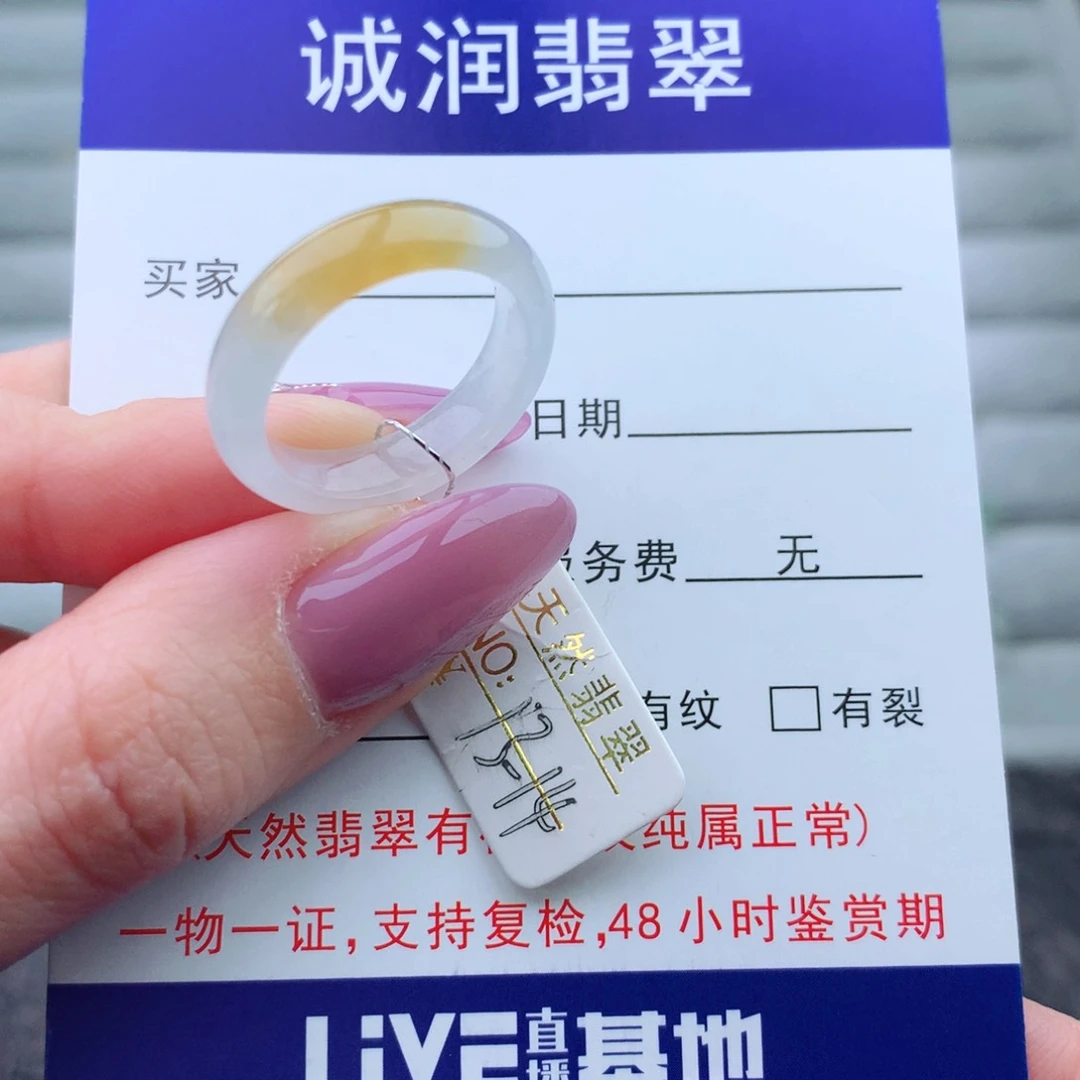 诚润翡翠
买家
日期
务费 无
有纹 □有裂
天然翡翠
NO:
天然翡翠有 纯属正常)
一物一证,支持复检,48小时鉴赏期
LiVE直播基地